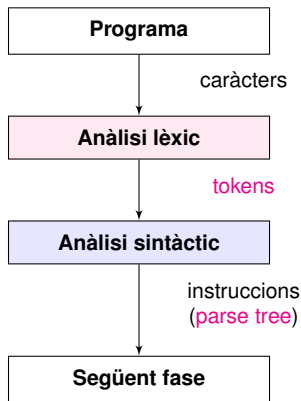 Programa
caràcters
Anàlisi lèxic
tokens
Anàlisi sintàctic
instruccions
(parse tree)
Següent fase